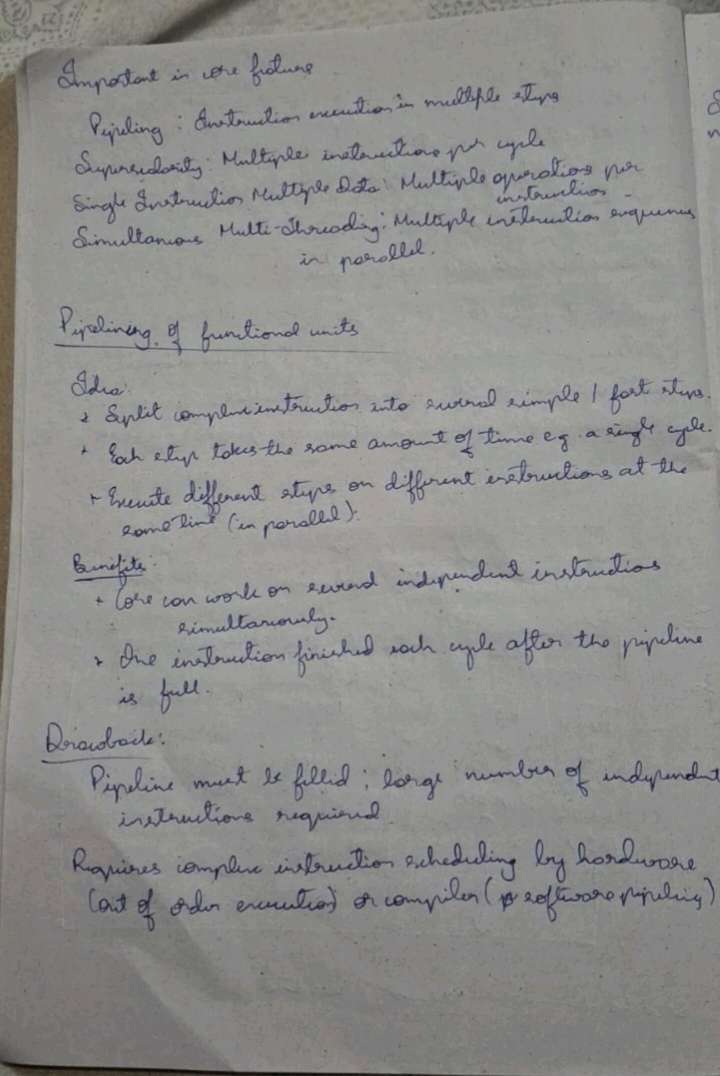 Important in core feature
Pipeling : Instruction execution in multiple steps
Superscalarity: Multiple instructions per cycle
Single Instruction Multiple Data: Multiple operations per
instruction
Simultaneous Multi-Threading: Multiple instruction sequences
in parallel.
Pipelining of functional units
Idea:
* Split complex instruction into several simple / fast steps.
* Each step takes the same amount of time eg. a single cycle.
* Execute different steps on different instructions at the
same time (in parallel).
Benefits:
* Core can work on several independent instructions
simultaneously.
* One instruction finished each cycle after the pipeline
is full.
Drawback:
Pipeline must be filled ; large number of independent
instructions required.
Requires complex instruction scheduling by hardware
(out of order execution) or compiler (software pipeling)